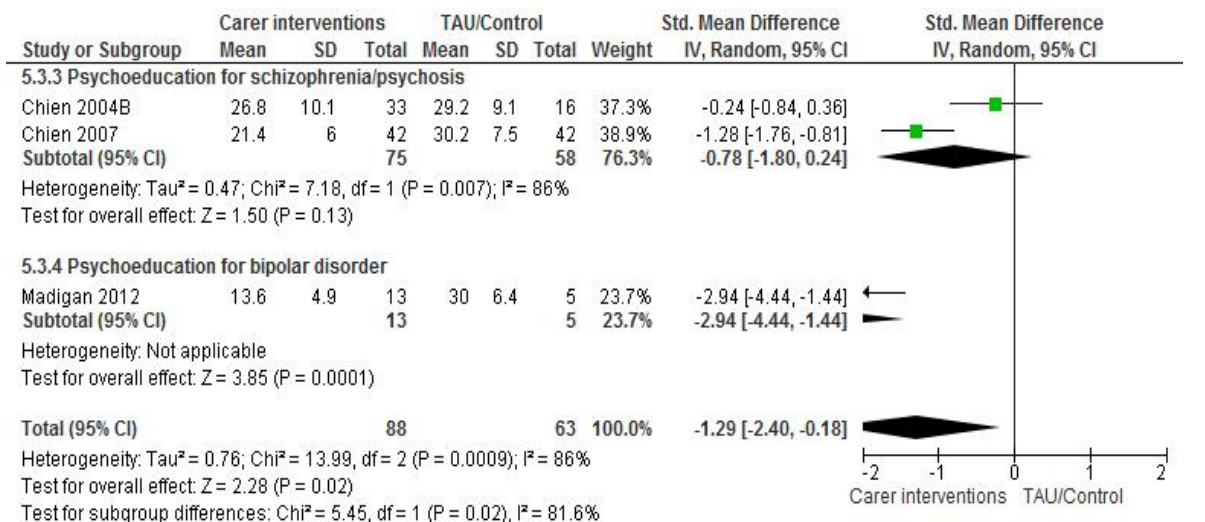 Carer interventions TAU/Control Std. Mean Difference Std. Mean Difference
Study or Subgroup Mean SD Total Mean SD Total Weight IV, Random, 95% CI IV, Random, 95% CI
5.3.3 Psychoeducation for schizophrenia/psychosis
Chien 2004B 26.8 10.1 33 29.2 9.1 16 37.3% -0.24 [-0.84, 0.36]
Chien 2007 21.4 6 42 30.2 7.5 42 38.9% -1.28 [-1.76, -0.81]
Subtotal (95% CI) 75 58 76.3% -0.78 [-1.80, 0.24]
Heterogeneity: Tau² = 0.47; Chi² = 7.18, df = 1 (P = 0.007); I² = 86%
Test for overall effect: Z = 1.50 (P = 0.13)
5.3.4 Psychoeducation for bipolar disorder
Madigan 2012 13.6 4.9 13 30 6.4 5 23.7% -2.94 [-4.44, -1.44]
Subtotal (95% CI) 13 5 23.7% -2.94 [-4.44, -1.44]
Heterogeneity: Not applicable
Test for overall effect: Z = 3.85 (P = 0.0001)
Total (95% CI) 88 63 100.0% -1.29 [-2.40, -0.18]
Heterogeneity: Tau² = 0.76; Chi² = 13.99, df = 2 (P = 0.0009); I² = 86%
Test for overall effect: Z = 2.28 (P = 0.02)
Test for subgroup differences: Chi² = 5.45, df = 1 (P = 0.02), I² = 81.6%
-2 -1 0 1 2
Carer interventions TAU/Control